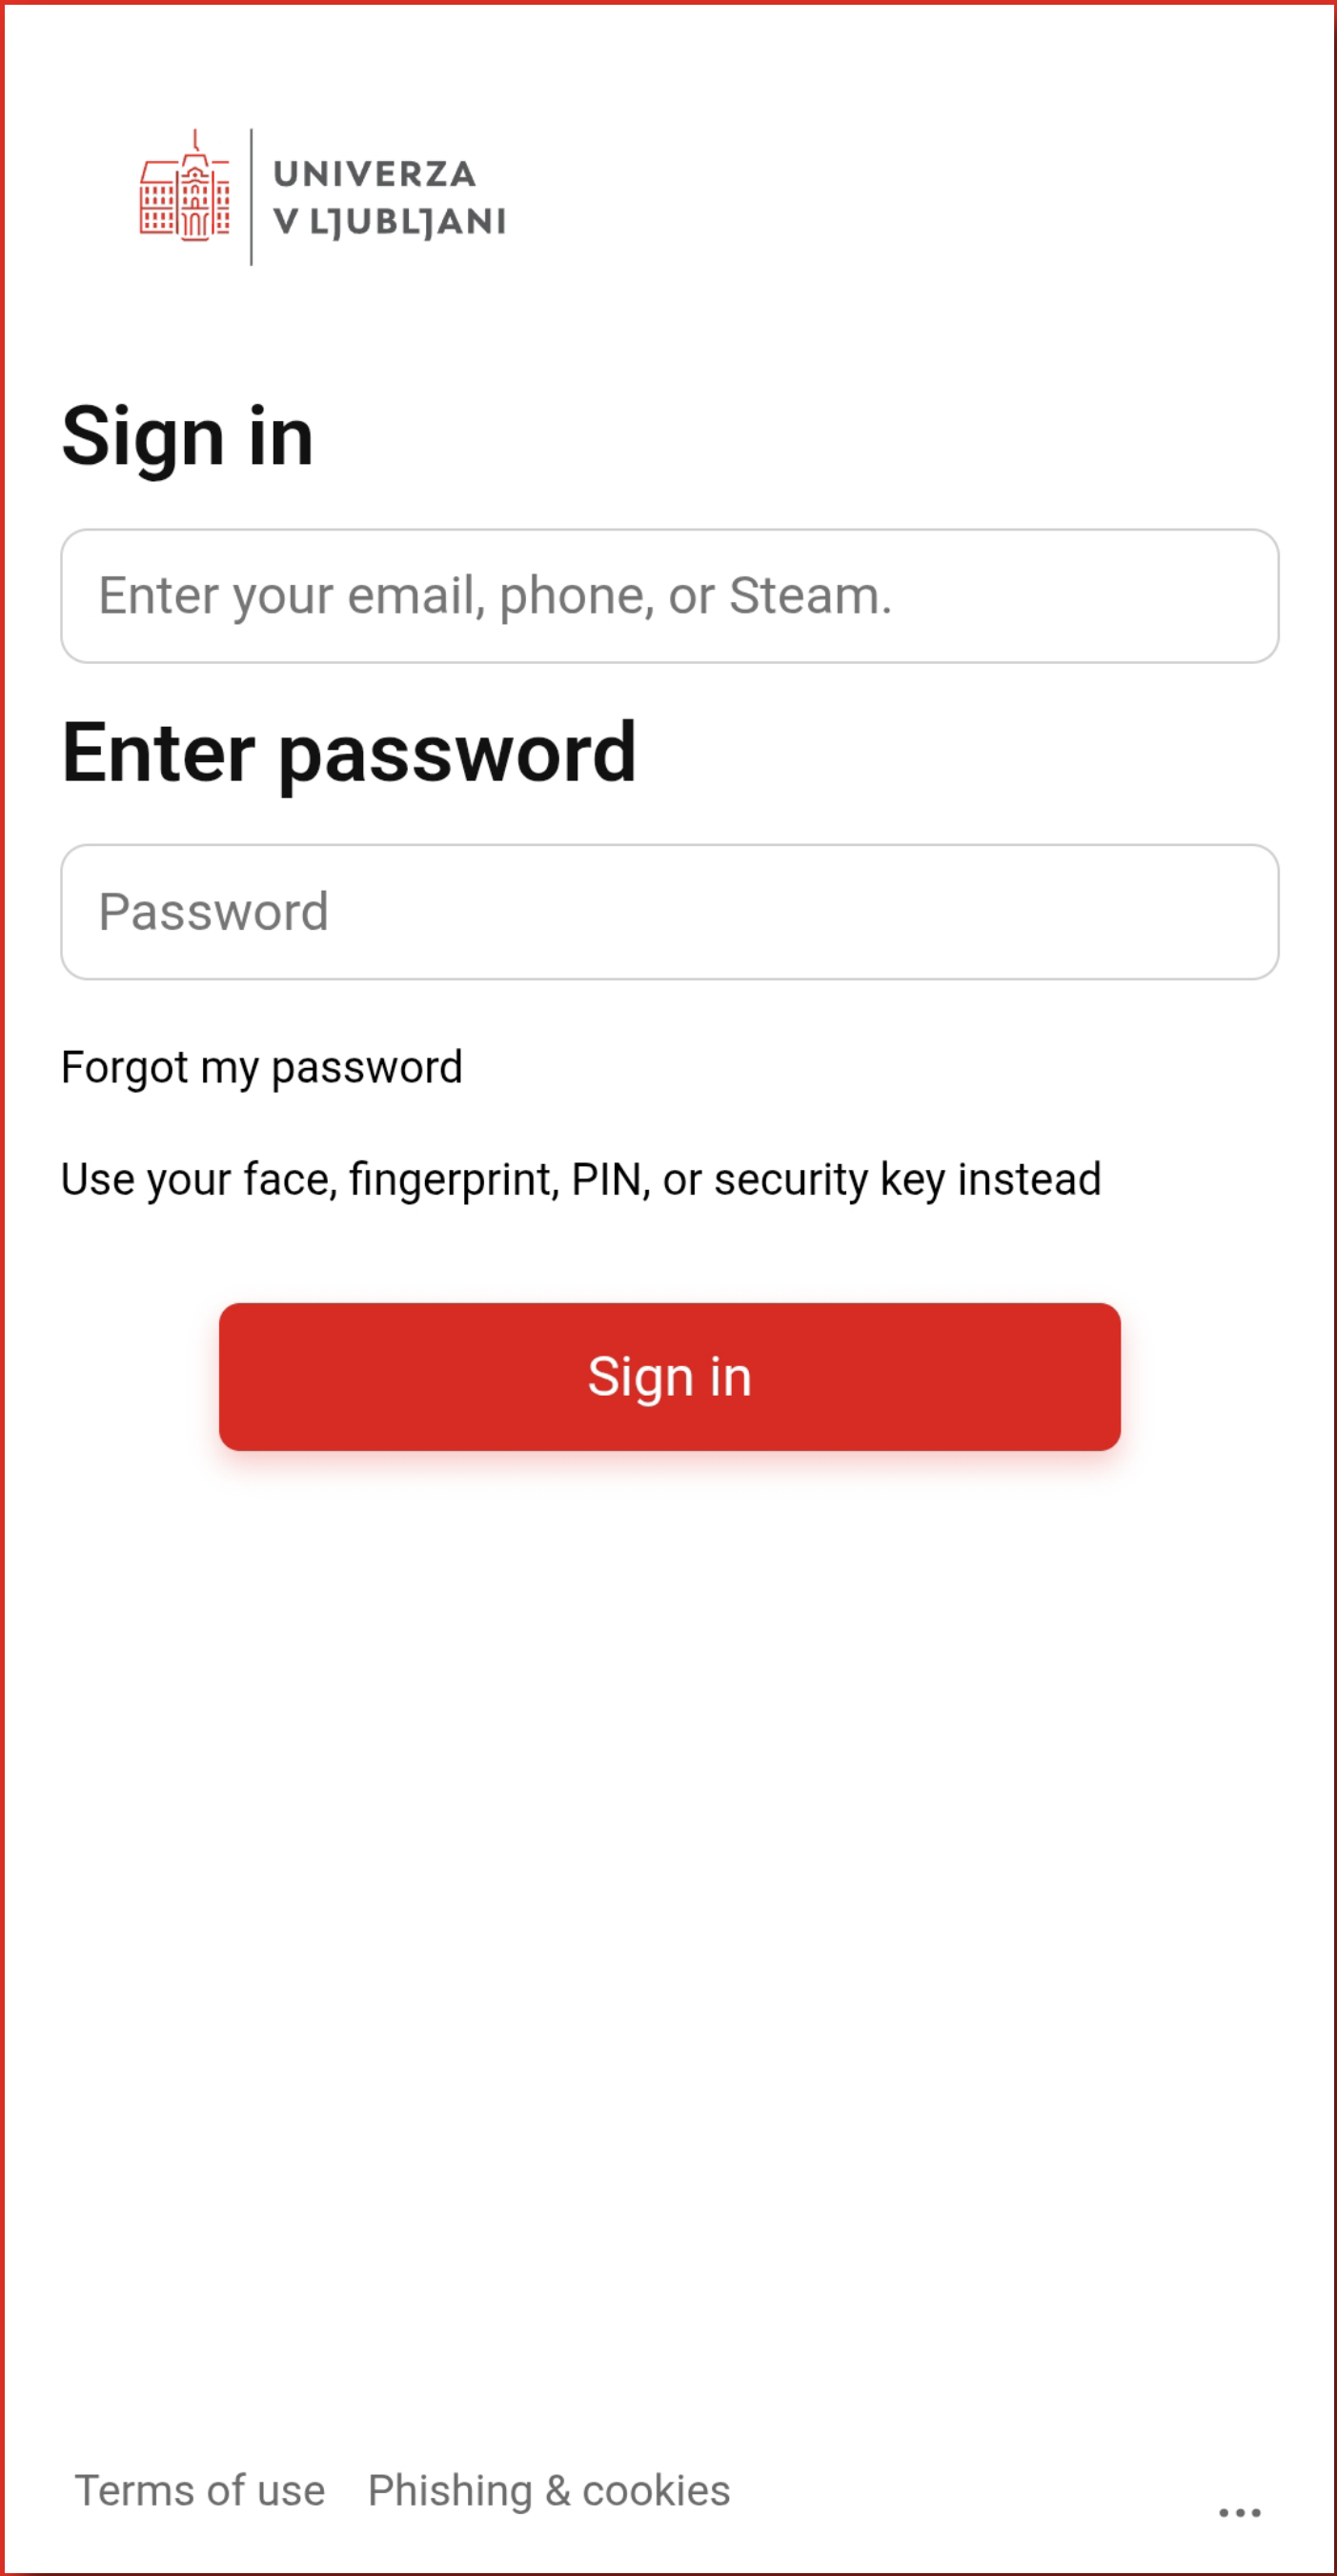 UNIVERZA
V LJUBLJANI
Sign in
Enter your email, phone, or Steam.
Enter password
Password
Forgot my password
Use your face, fingerprint, PIN, or security key instead
Sign in
Terms of use Phishing & cookies ...